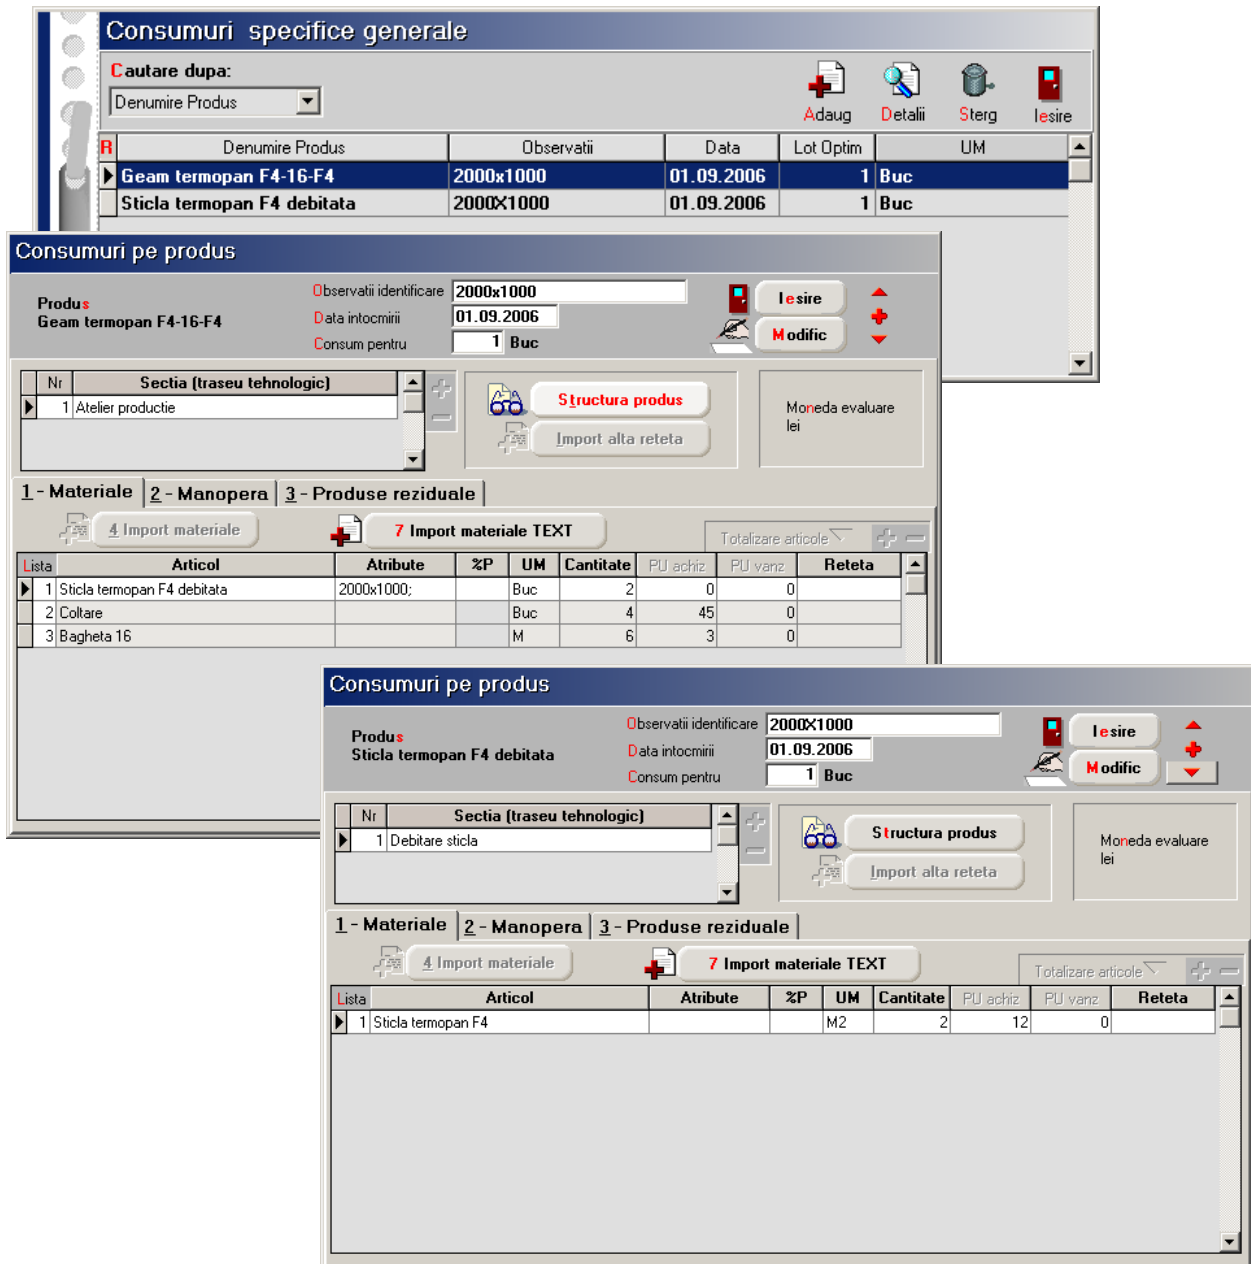 Consumuri specifice generale
Cautare dupa:
Denumire Produs
Adaug Detalii Sterg Iesire
R Denumire Produs Observatii Data Lot Optim UM
Geam termopan F4-16-F4 2000x1000 01.09.2006 1 Buc
Sticla termopan F4 debitata 2000X1000 01.09.2006 1 Buc
Consumuri pe produs
Produs
Geam termopan F4-16-F4
Observatii identificare 2000x1000
Data intocmirii 01.09.2006
Consum pentru 1 Buc
Iesire
Modific
Nr Sectia (traseu tehnologic)
1 Atelier productie
Structura produs
Import alta reteta
Moneda evaluare
lei
1 - Materiale 2 - Manopera 3 - Produse reziduale
4 Import materiale 7 Import materiale TEXT Totalizare articole
Lista Articol Atribute %P UM Cantitate PU achiz PU vanz Reteta
1 Sticla termopan F4 debitata 2000x1000; Buc 2 0 0
2 Coltare Buc 4 45 0
3 Bagheta 16 M 6 3 0
Consumuri pe produs
Produs
Sticla termopan F4 debitata
Observatii identificare 2000X1000
Data intocmirii 01.09.2006
Consum pentru 1 Buc
Iesire
Modific
Nr Sectia (traseu tehnologic)
1 Debitare sticla
Structura produs
Import alta reteta
Moneda evaluare
lei
1 - Materiale 2 - Manopera 3 - Produse reziduale
4 Import materiale 7 Import materiale TEXT Totalizare articole
Lista Articol Atribute %P UM Cantitate PU achiz PU vanz Reteta
1 Sticla termopan F4 M2 2 12 0